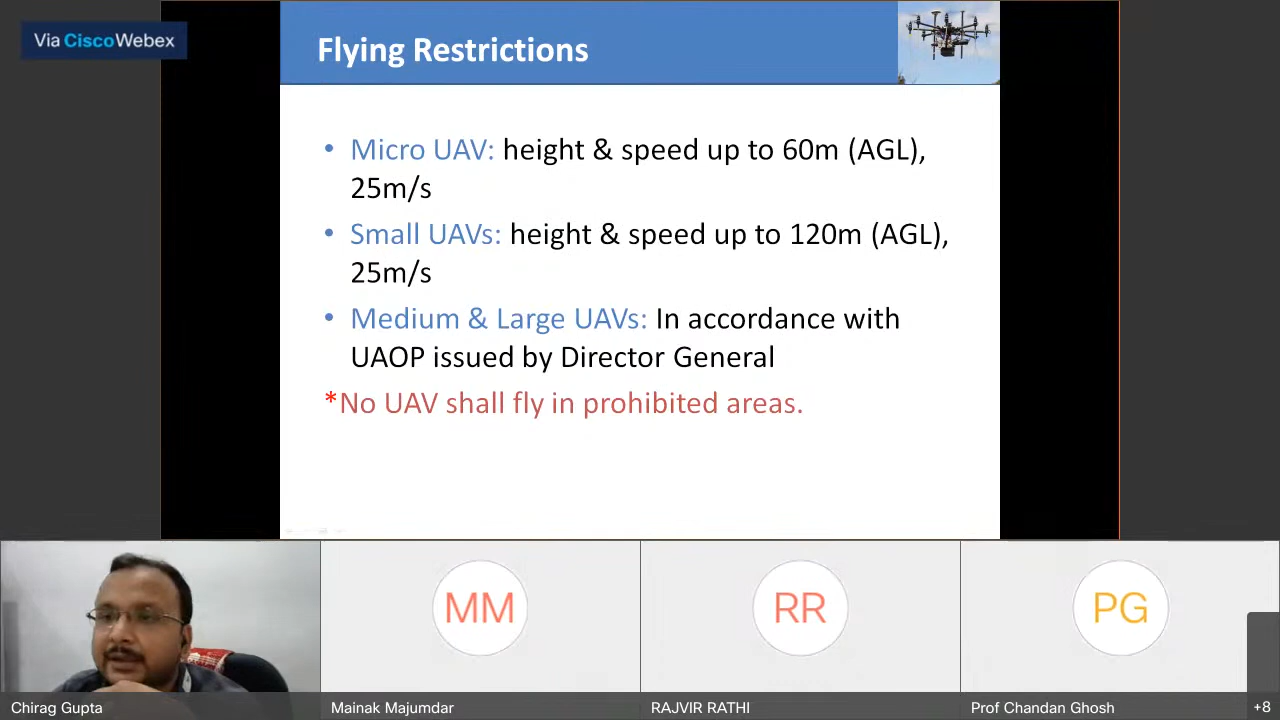 Via CiscoWebex
Flying Restrictions
• Micro UAV: height & speed up to 60m (AGL),
25m/s
• Small UAVs: height & speed up to 120m (AGL),
25m/s
• Medium & Large UAVs: In accordance with
UAOP issued by Director General
*No UAV shall fly in prohibited areas.
MM
RR
PG
Chirag Gupta
Mainak Majumdar
RAJVIR RATHI
Prof Chandan Ghosh
+8